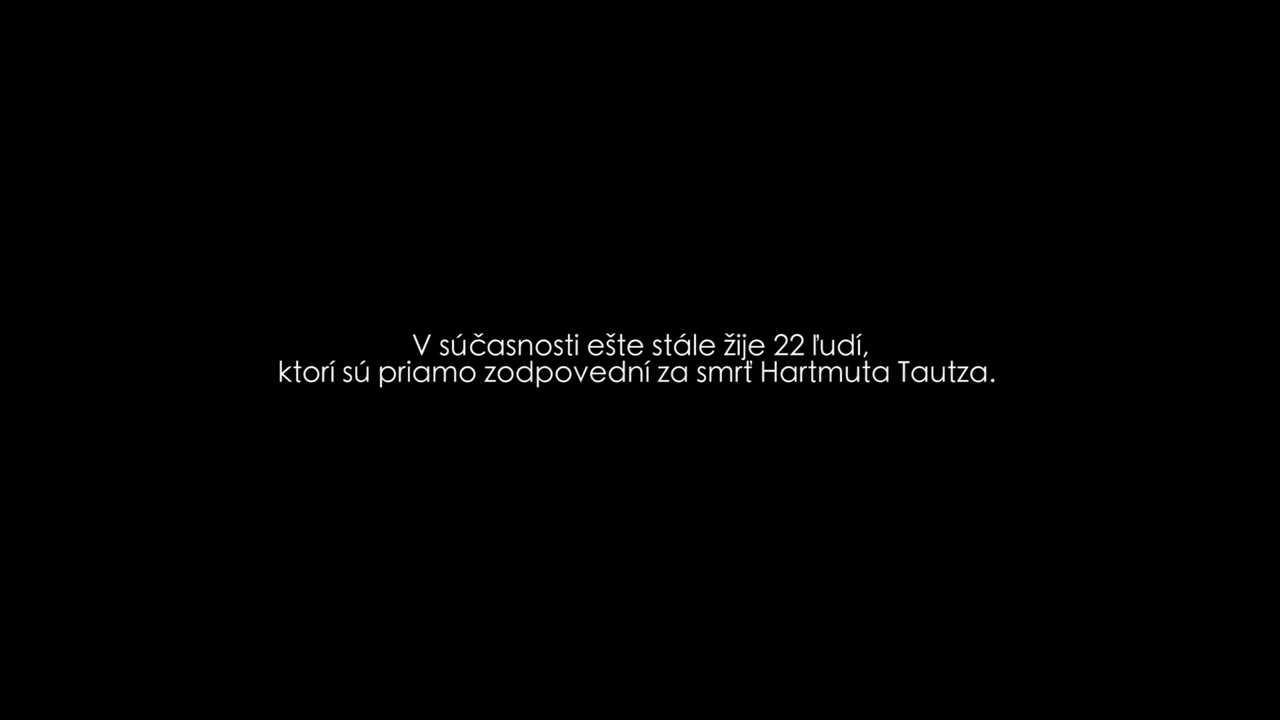 V súčasnosti ešte stále žije 22 ľudí,
ktorí sú priamo zodpovední za smrť Hartmuta Tautza.